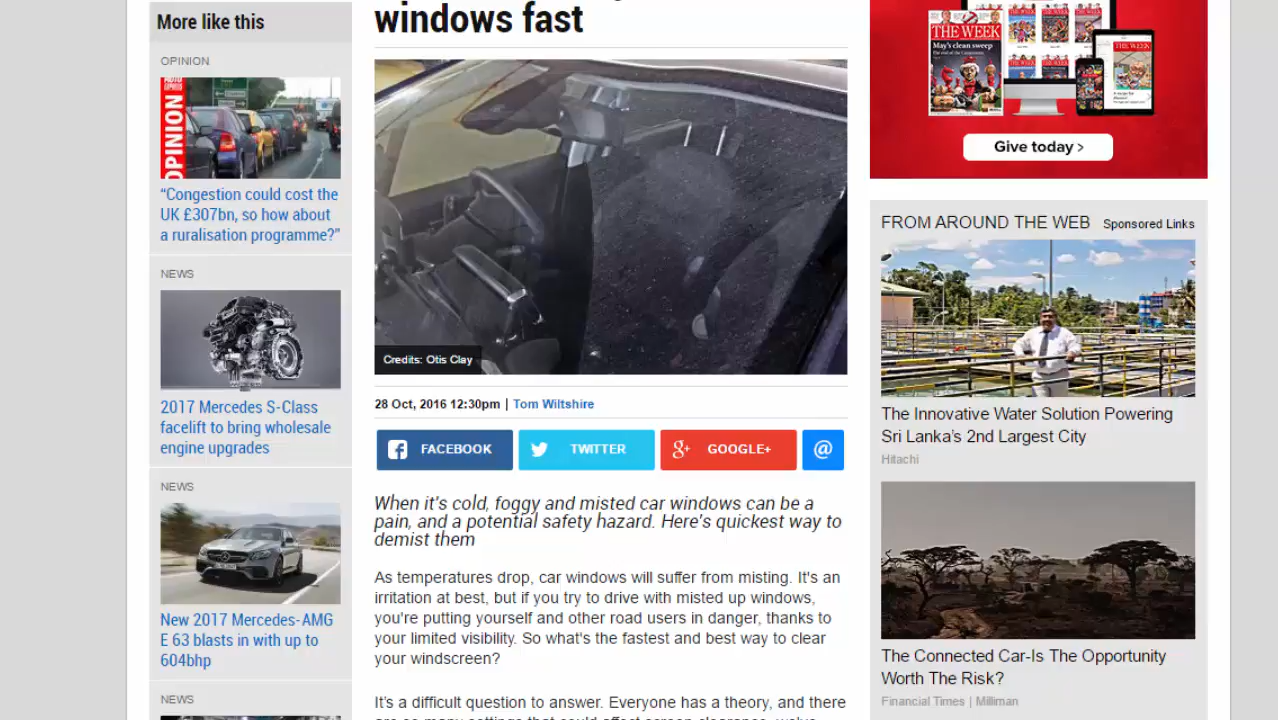 More like this
OPINION
OPINION
“Congestion could cost the
UK £307bn, so how about
a ruralisation programme?”
NEWS
2017 Mercedes S-Class
facelift to bring wholesale
engine upgrades
NEWS
New 2017 Mercedes-AMG
E 63 blasts in with up to
604bhp
NEWS
windows fast
Credits: Otis Clay
28 Oct, 2016 12:30pm | Tom Wiltshire
FACEBOOK
TWITTER
GOOGLE+
@
When it's cold, foggy and misted car windows can be a
pain, and a potential safety hazard. Here's quickest way to
demist them
As temperatures drop, car windows will suffer from misting. It's an
irritation at best, but if you try to drive with misted up windows,
you're putting yourself and other road users in danger, thanks to
your limited visibility. So what's the fastest and best way to clear
your windscreen?
It's a difficult question to answer. Everyone has a theory, and there
THE WEEK
May's clean sweep
THE WEEK
Give today >
FROM AROUND THE WEB
Sponsored Links
The Innovative Water Solution Powering
Sri Lanka's 2nd Largest City
Hitachi
The Connected Car-Is The Opportunity
Worth The Risk?
Financial Times | Milliman